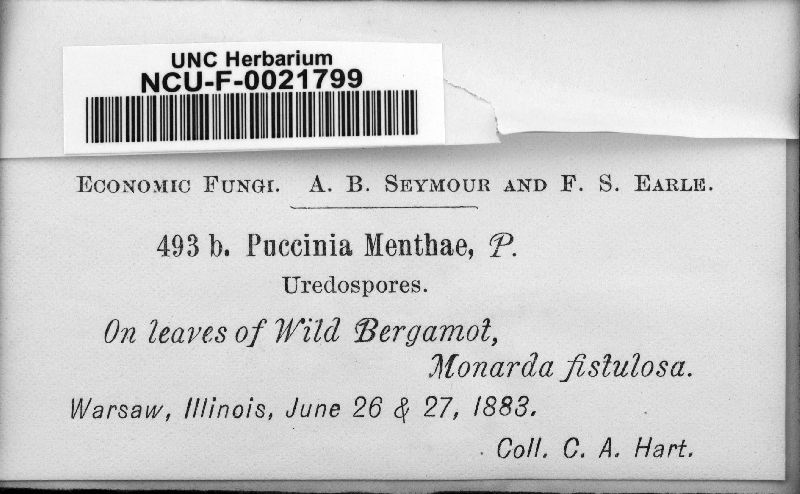 UNC Herbarium
NCU-F-0021799
Economic Fungi. A. B. Seymour and F. S. Earle.
493 b. Puccinia Menthae, P.
Uredospores.
On leaves of Wild Bergamot,
Monarda fistulosa.
Warsaw, Illinois, June 26 & 27, 1883.
Coll. C. A. Hart.